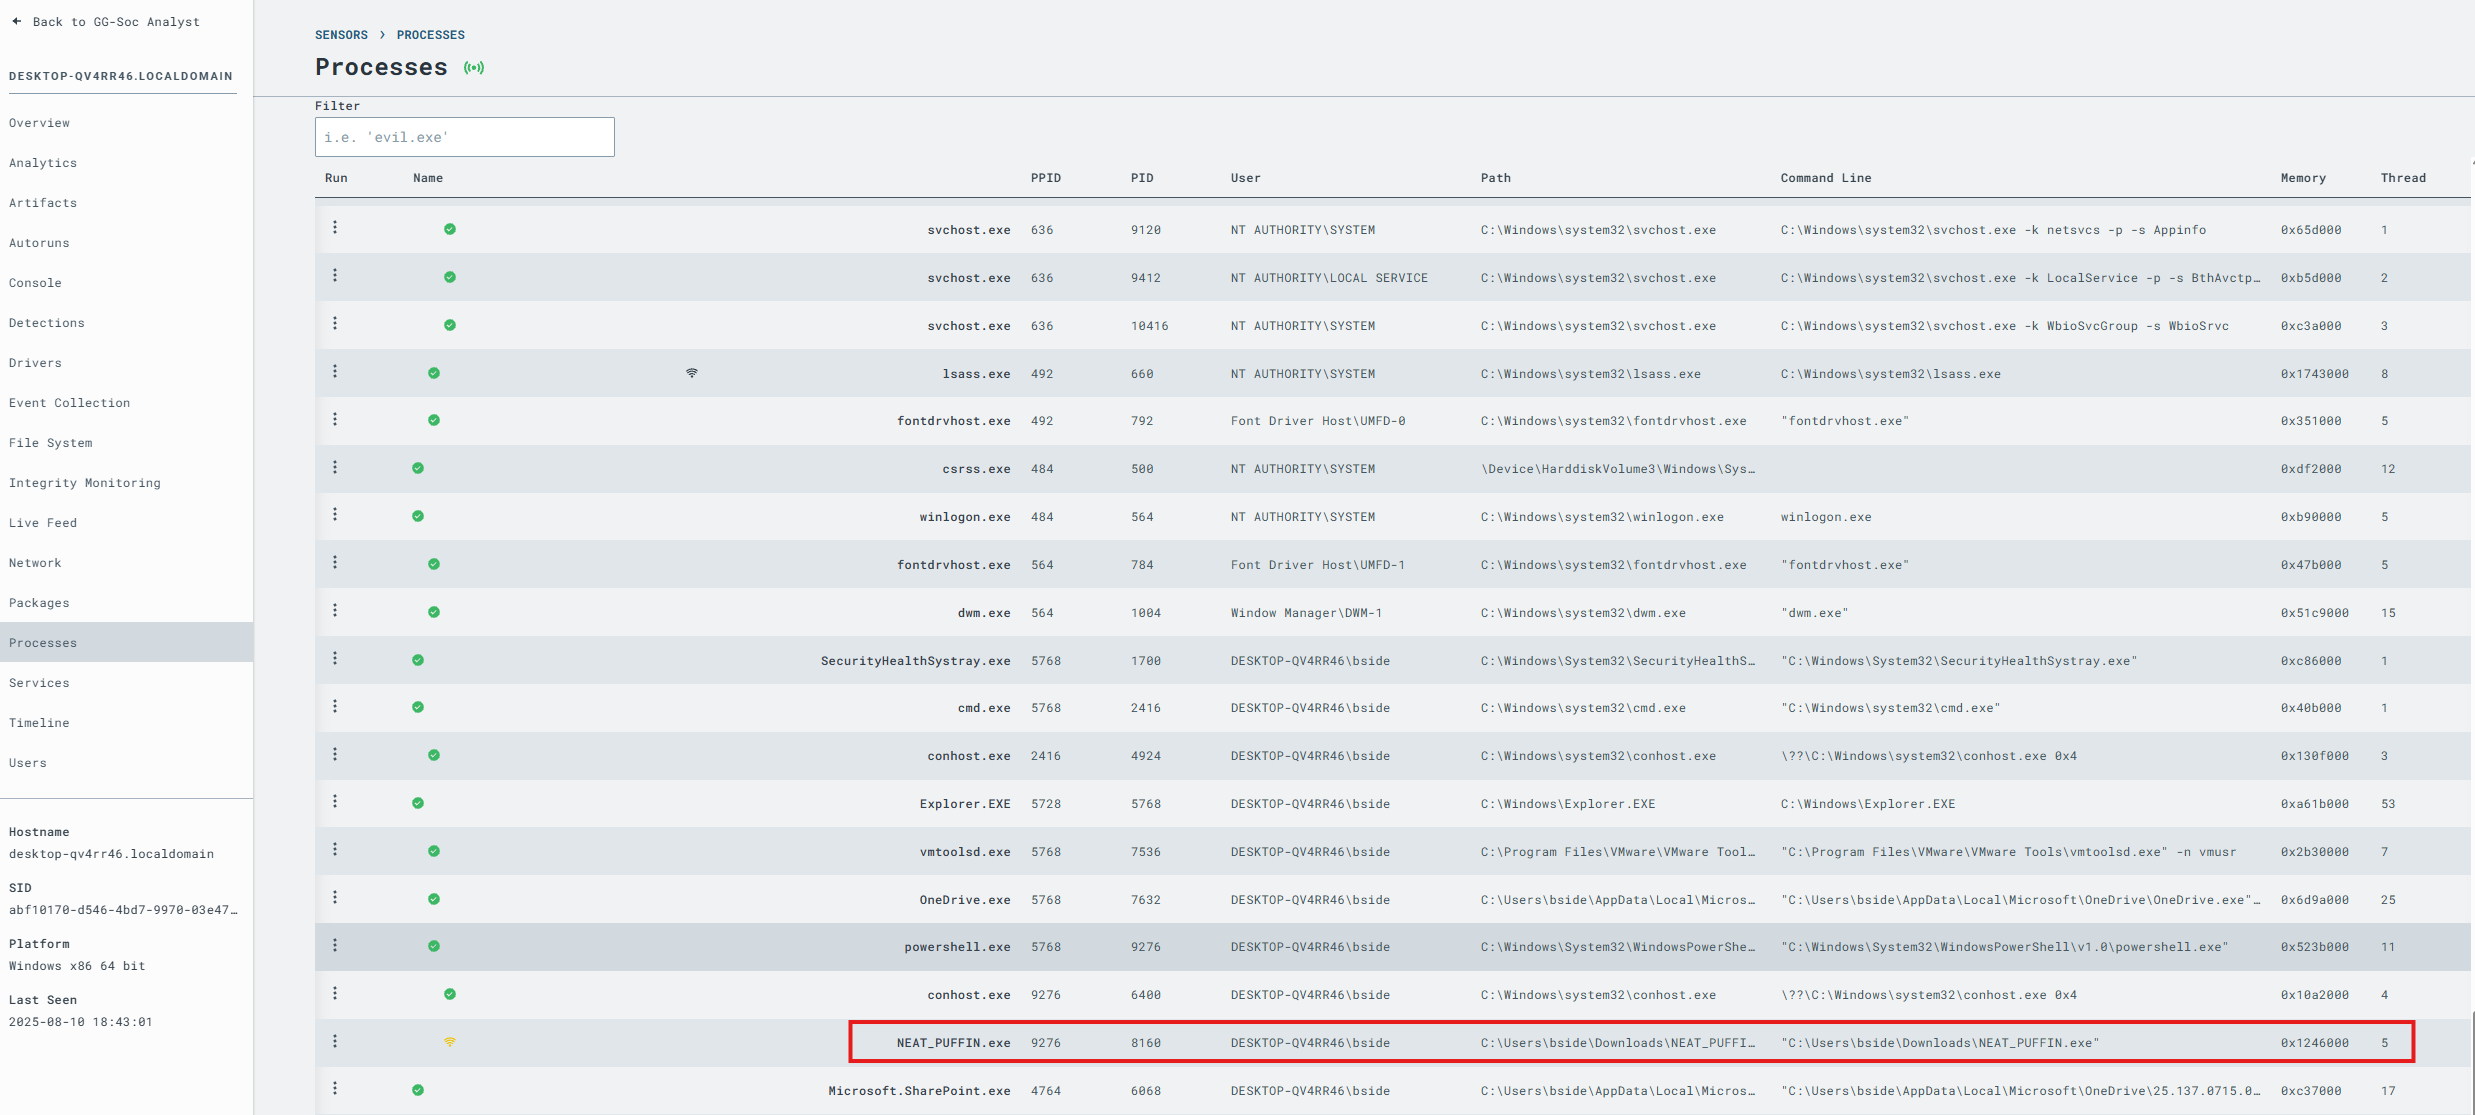 Back to GG-Soc Analyst
DESKTOP-QV4RR46.LOCALDOMAIN
Overview
Analytics
Artifacts
Autoruns
Console
Detections
Drivers
Event Collection
File System
Integrity Monitoring
Live Feed
Network
Packages
Processes
Services
Timeline
Users
Hostname
desktop-qv4rr46.localdomain
SID
abf10170-d546-4bd7-9970-03e47…
Platform
Windows x86 64 bit
Last Seen
2025-08-10 18:43:01
SENSORS > PROCESSES
Processes
Filter
i.e. 'evil.exe'
Run Name PPID PID User Path Command Line Memory Thread
svchost.exe 636 9120 NT AUTHORITY\SYSTEM C:\Windows\system32\svchost.exe C:\Windows\system32\svchost.exe -k netsvcs -p -s Appinfo 0x65d000 1
svchost.exe 636 9412 NT AUTHORITY\LOCAL SERVICE C:\Windows\system32\svchost.exe C:\Windows\system32\svchost.exe -k LocalService -p -s BthAvctp… 0xb5d000 2
svchost.exe 636 10416 NT AUTHORITY\SYSTEM C:\Windows\system32\svchost.exe C:\Windows\system32\svchost.exe -k WbioSvcGroup -s WbioSrvc 0xc3a000 3
lsass.exe 492 660 NT AUTHORITY\SYSTEM C:\Windows\system32\lsass.exe C:\Windows\system32\lsass.exe 0x1743000 8
fontdrvhost.exe 492 792 Font Driver Host\UMFD-0 C:\Windows\system32\fontdrvhost.exe "fontdrvhost.exe" 0x351000 5
csrss.exe 484 500 NT AUTHORITY\SYSTEM \Device\HarddiskVolume3\Windows\Sys… 0xdf2000 12
winlogon.exe 484 564 NT AUTHORITY\SYSTEM C:\Windows\system32\winlogon.exe winlogon.exe 0xb90000 5
fontdrvhost.exe 564 784 Font Driver Host\UMFD-1 C:\Windows\system32\fontdrvhost.exe "fontdrvhost.exe" 0x47b000 5
dwm.exe 564 1004 Window Manager\DWM-1 C:\Windows\system32\dwm.exe "dwm.exe" 0x51c9000 15
SecurityHealthSystray.exe 5768 1700 DESKTOP-QV4RR46\bside C:\Windows\System32\SecurityHealthS… "C:\Windows\System32\SecurityHealthSystray.exe" 0xc86000 1
cmd.exe 5768 2416 DESKTOP-QV4RR46\bside C:\Windows\system32\cmd.exe "C:\Windows\system32\cmd.exe" 0x40b000 1
conhost.exe 2416 4924 DESKTOP-QV4RR46\bside C:\Windows\system32\conhost.exe \??\C:\Windows\system32\conhost.exe 0x4 0x130f000 3
Explorer.EXE 5728 5768 DESKTOP-QV4RR46\bside C:\Windows\Explorer.EXE C:\Windows\Explorer.EXE 0xa61b000 53
vmtoolsd.exe 5768 7536 DESKTOP-QV4RR46\bside C:\Program Files\VMware\VMware Tool… "C:\Program Files\VMware\VMware Tools\vmtoolsd.exe" -n vmusr 0x2b30000 7
OneDrive.exe 5768 7632 DESKTOP-QV4RR46\bside C:\Users\bside\AppData\Local\Micros… "C:\Users\bside\AppData\Local\Microsoft\OneDrive\OneDrive.exe"… 0x6d9a000 25
powershell.exe 5768 9276 DESKTOP-QV4RR46\bside C:\Windows\System32\WindowsPowerShe… "C:\Windows\System32\WindowsPowerShell\v1.0\powershell.exe" 0x523b000 11
conhost.exe 9276 6400 DESKTOP-QV4RR46\bside C:\Windows\system32\conhost.exe \??\C:\Windows\system32\conhost.exe 0x4 0x10a2000 4
NEAT_PUFFIN.exe 9276 8160 DESKTOP-QV4RR46\bside C:\Users\bside\Downloads\NEAT_PUFFI… "C:\Users\bside\Downloads\NEAT_PUFFIN.exe" 0x1246000 5
Microsoft.SharePoint.exe 4764 6068 DESKTOP-QV4RR46\bside C:\Users\bside\AppData\Local\Micros… "C:\Users\bside\AppData\Local\Microsoft\OneDrive\25.137.0715.0… 0xc37000 17